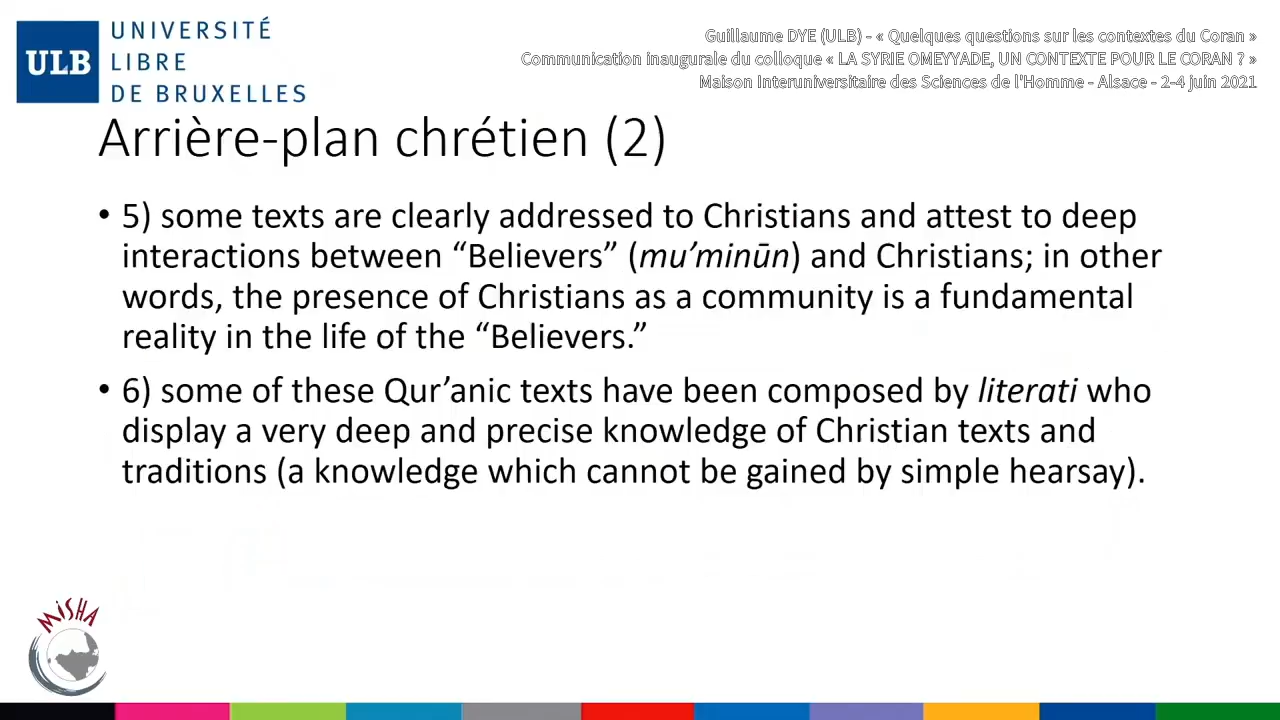 UNIVERSITÉ
ULB LIBRE
DE BRUXELLES
Guillaume DYE (ULB) - « Quelques questions sur les contextes du Coran »
Communication inaugurale du colloque « LA SYRIE OMEYYADE, UN CONTEXTE POUR LE CORAN ? »
Maison Interuniversitaire des Sciences de l'Homme - Alsace - 2-4 juin 2021
Arrière-plan chrétien (2)
• 5) some texts are clearly addressed to Christians and attest to deep
interactions between “Believers” (mu’minūn) and Christians; in other
words, the presence of Christians as a community is a fundamental
reality in the life of the “Believers.”
• 6) some of these Qur’anic texts have been composed by literati who
display a very deep and precise knowledge of Christian texts and
traditions (a knowledge which cannot be gained by simple hearsay).
MiSHA